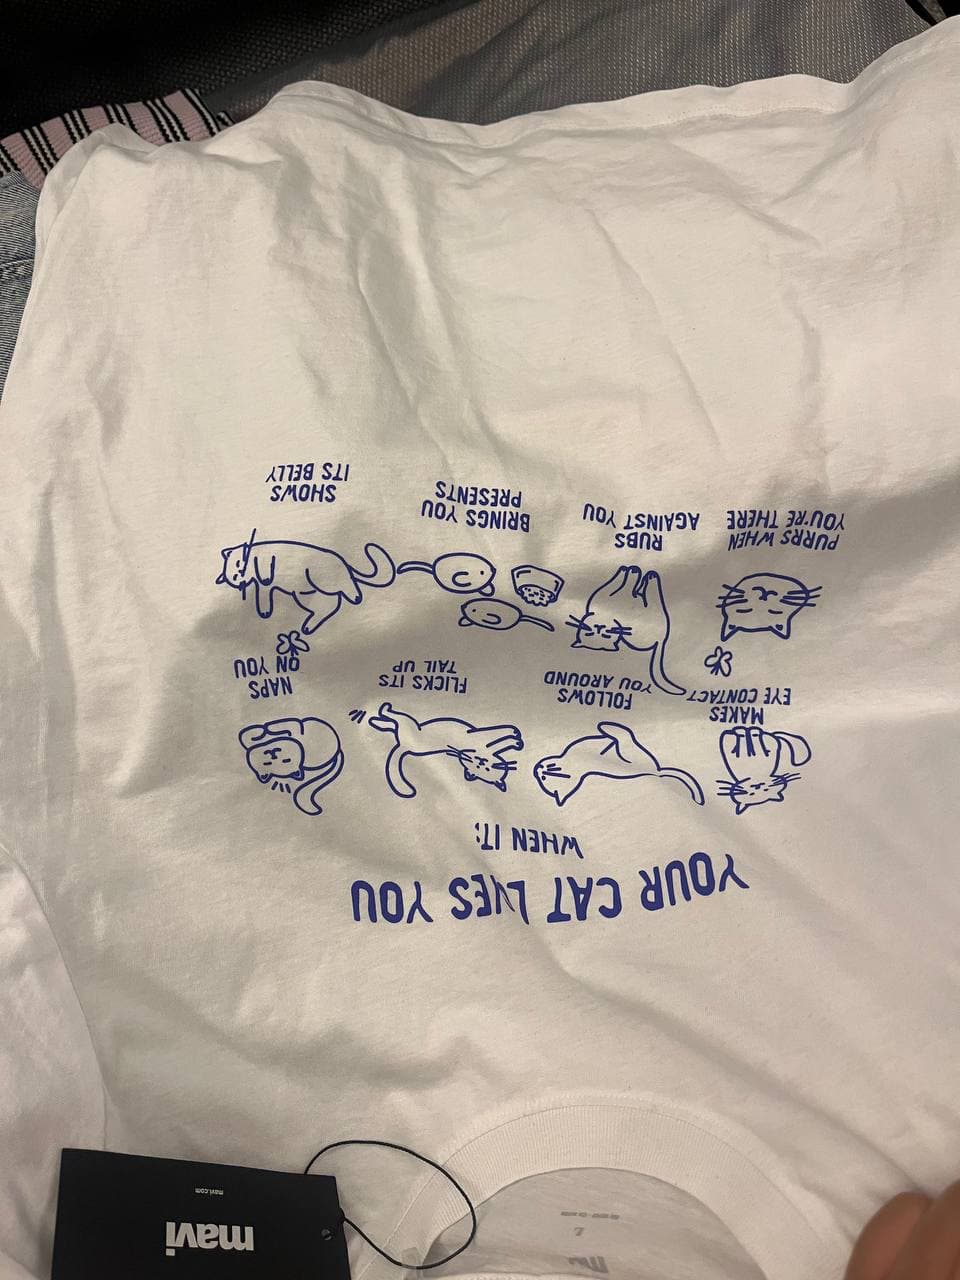 YOUR CAT LOVES YOU
WHEN IT:
MAKES
EYE CONTACT
FOLLOWS
YOU AROUND
FLICKS ITS
TAIL UP
NAPS
ON YOU
PURRS WHEN
YOU'RE THERE
RUBS
AGAINST YOU
BRINGS YOU
PRESENTS
SHOWS
ITS BELLY
mavi
mavi.com